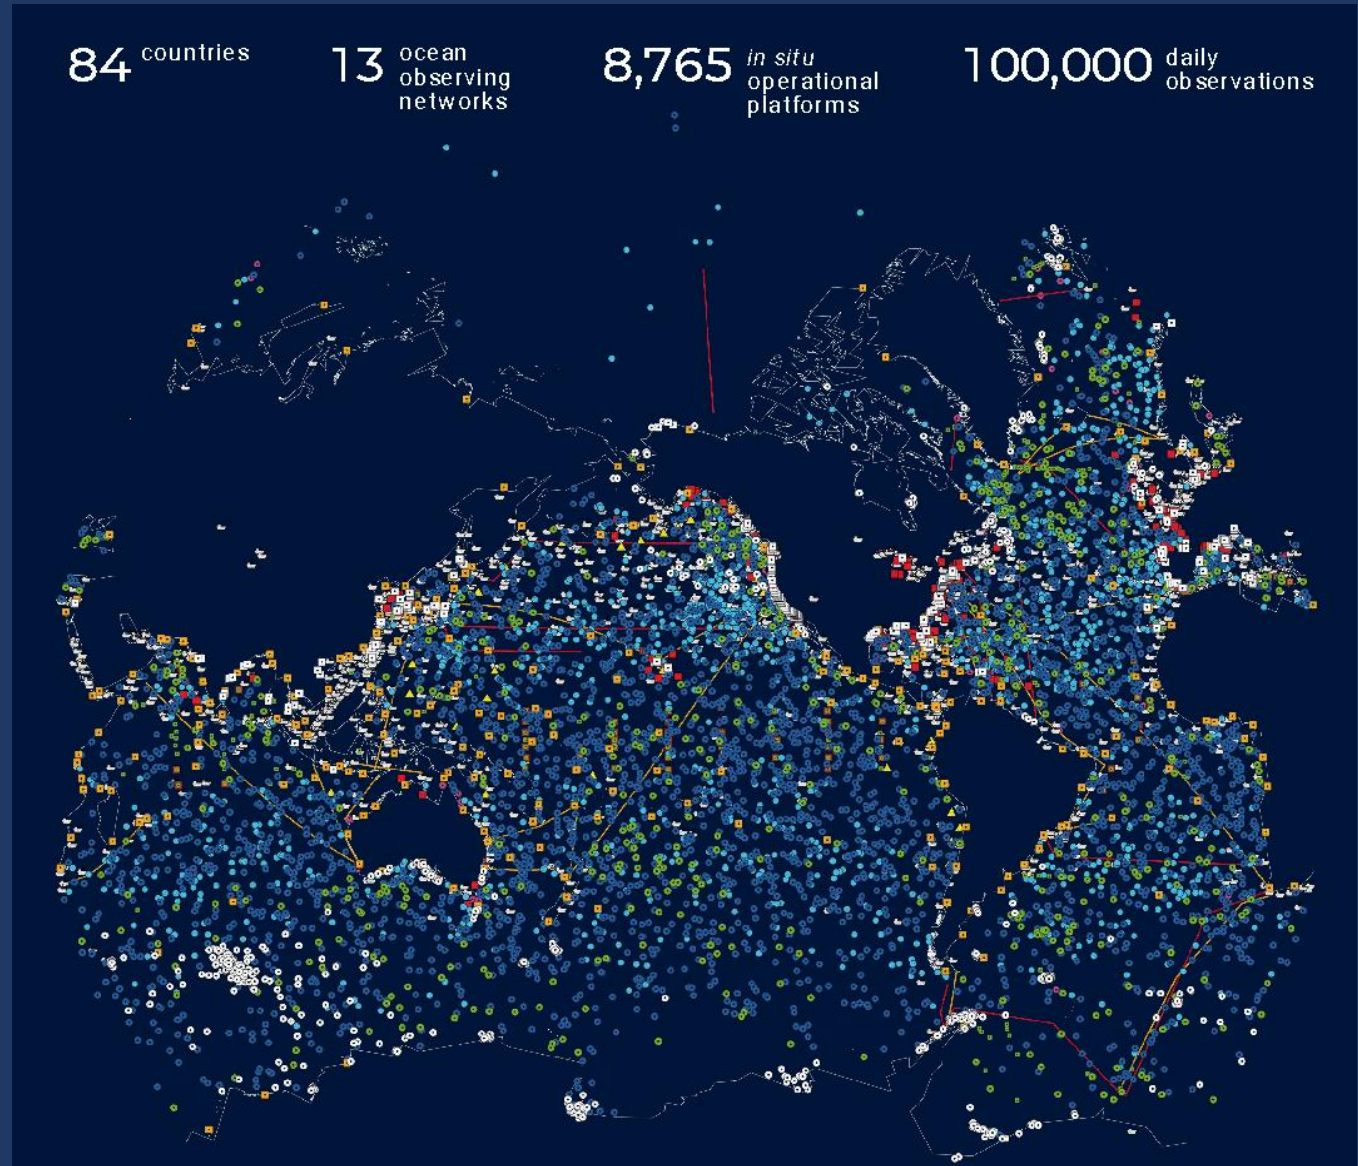 84 countries
13 ocean
observing
networks
8,765 in situ
operational
platforms
100,000 daily
observations